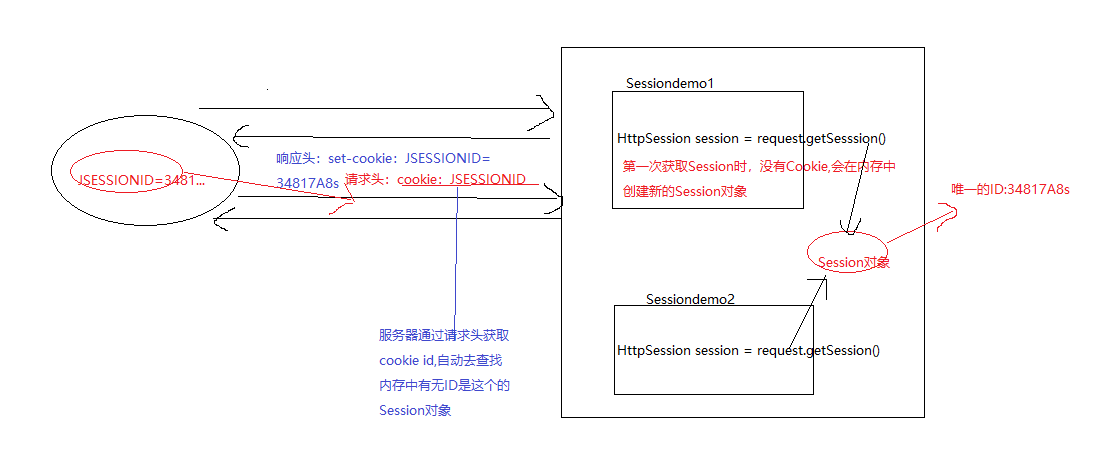 Sessiondemo1
HttpSession session = request.getSesssion()
第一次获取Session时，没有Cookie,会在内存中
创建新的Session对象
响应头：set-cookie：JSESSIONID=
34817A8s
请求头：cookie：JSESSIONID
JSESSIONID=3481...
唯一的ID:34817A8s
Session对象
Sessiondemo2
HttpSession session = request.getSession()
服务器通过请求头获取
cookie id,自动去查找
内存中有无ID是这个的
Session对象